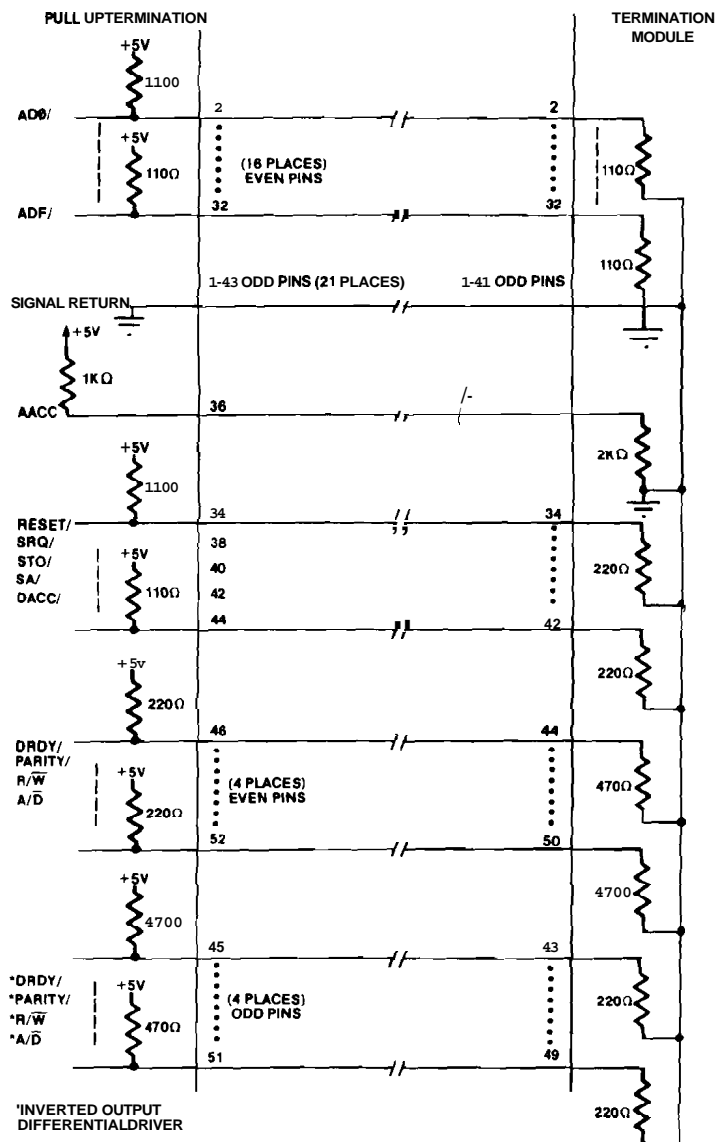 PULL UPTERMINATION
TERMINATION
MODULE
+5V
1100
AD0/
2
2
+5V
110Ω
(16 PLACES)
EVEN PINS
110Ω
ADF/
32
32
110Ω
1-43 ODD PINS (21 PLACES)
1-41 ODD PINS
SIGNAL RETURN
+5V
1KΩ
AACC
36
/-
2KΩ
+5V
1100
RESET/
34
34
SRQ/
38
STO/
+5V
40
SA/
110Ω
42
220Ω
DACC/
44
42
+5v
220Ω
220Ω
46
44
DRDY/
PARITY/
R/W̅
A/D̅
+5V
220Ω
(4 PLACES)
EVEN PINS
470Ω
52
50
+5V
4700
4700
45
43
*DRDY/
*PARITY/
*R/W̅
*A/D̅
+5V
470Ω
(4 PLACES)
ODD PINS
220Ω
51
49
'INVERTED OUTPUT
DIFFERENTIALDRIVER
220Ω